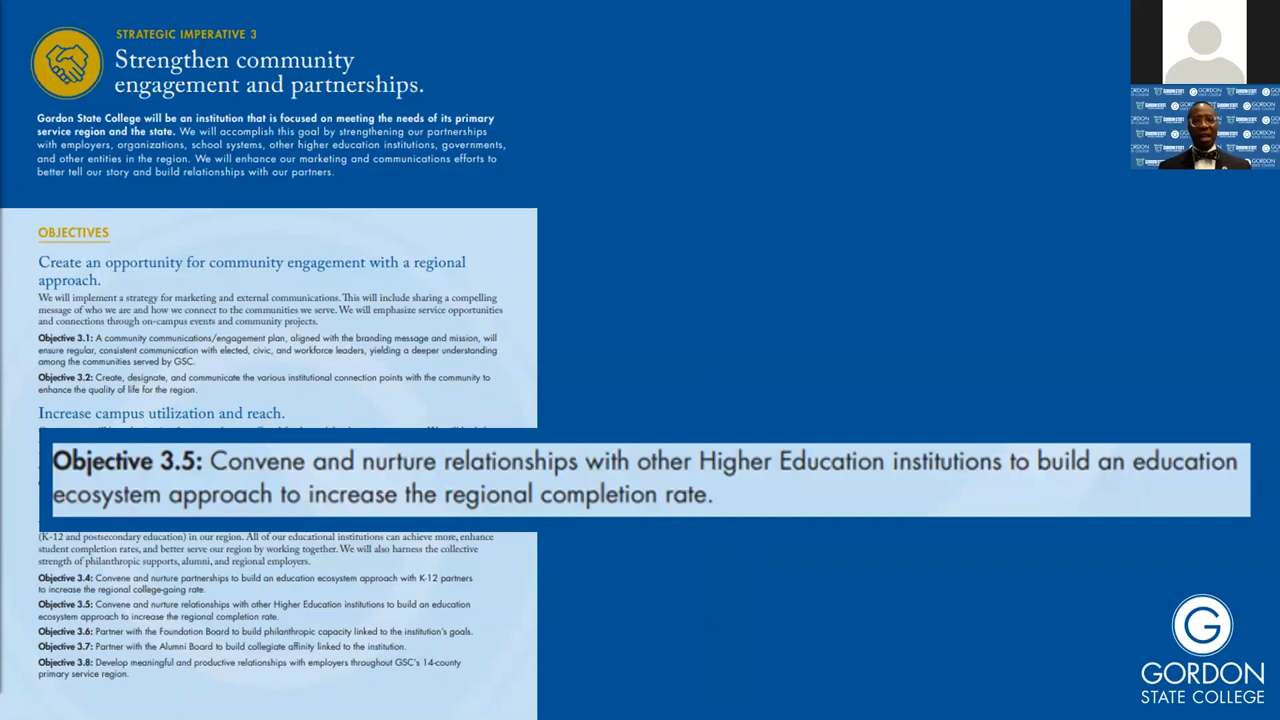 STRATEGIC IMPERATIVE 3
Strengthen community
engagement and partnerships.
Gordon State College will be an institution that is focused on meeting the needs of its primary
service region and the state. We will accomplish this goal by strengthening our partnerships
with employers, organizations, school systems, other higher education institutions, governments,
and other entities in the region. We will enhance our marketing and communications efforts to
better tell our story and build relationships with our partners.
OBJECTIVES
Create an opportunity for community engagement with a regional
approach.
We will implement a strategy for marketing and external communications. This will include sharing a compelling
message of who we are and how we connect to the communities we serve. We will emphasize service opportunities
and connections through on-campus events and community projects.
Objective 3.1: A community communications/engagement plan, aligned with the branding message and mission, will
ensure regular, consistent communication with elected, civic, and workforce leaders, yielding a deeper understanding
among the communities served by GSC.
Objective 3.2: Create, designate, and communicate the various institutional connection points with the community to
enhance the quality of life for the region.
Increase campus utilization and reach.
Objective 3.5: Convene and nurture relationships with other Higher Education institutions to build an education
ecosystem approach to increase the regional completion rate.
(K-12 and postsecondary education) in our region. All of our educational institutions can achieve more, enhance
student completion rates, and better serve our region by working together. We will also harness the collective
strength of philanthropic supports, alumni, and regional employers.
Objective 3.4: Convene and nurture partnerships to build an education ecosystem approach with K-12 partners
to increase the regional college-going rate.
Objective 3.5: Convene and nurture relationships with other Higher Education institutions to build an education
ecosystem approach to increase the regional completion rate.
Objective 3.6: Partner with the Foundation Board to build philanthropic capacity linked to the institution's goals.
Objective 3.7: Partner with the Alumni Board to build collegiate affinity linked to the institution.
Objective 3.8: Develop meaningful and productive relationships with employers throughout GSC's 14-county
primary service region.
G
GORDON
STATE COLLEGE